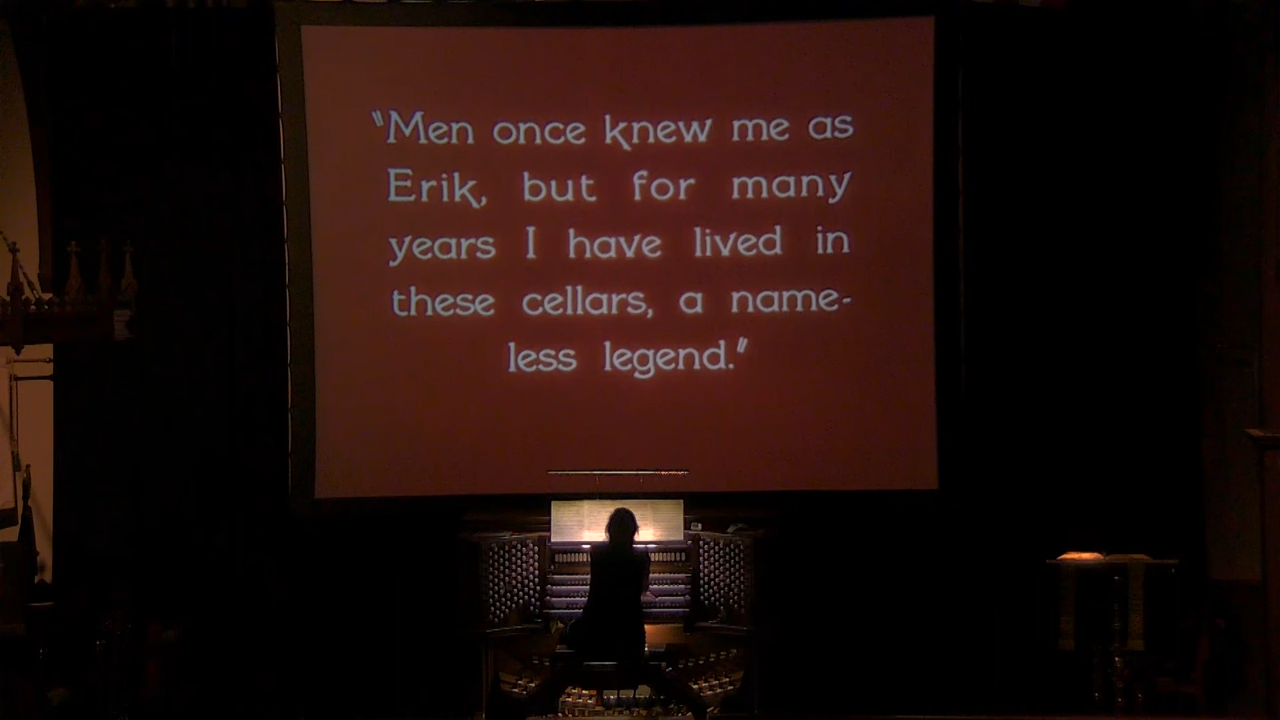 "Men once knew me as
Erik, but for many
years I have lived in
these cellars, a name-
less legend."